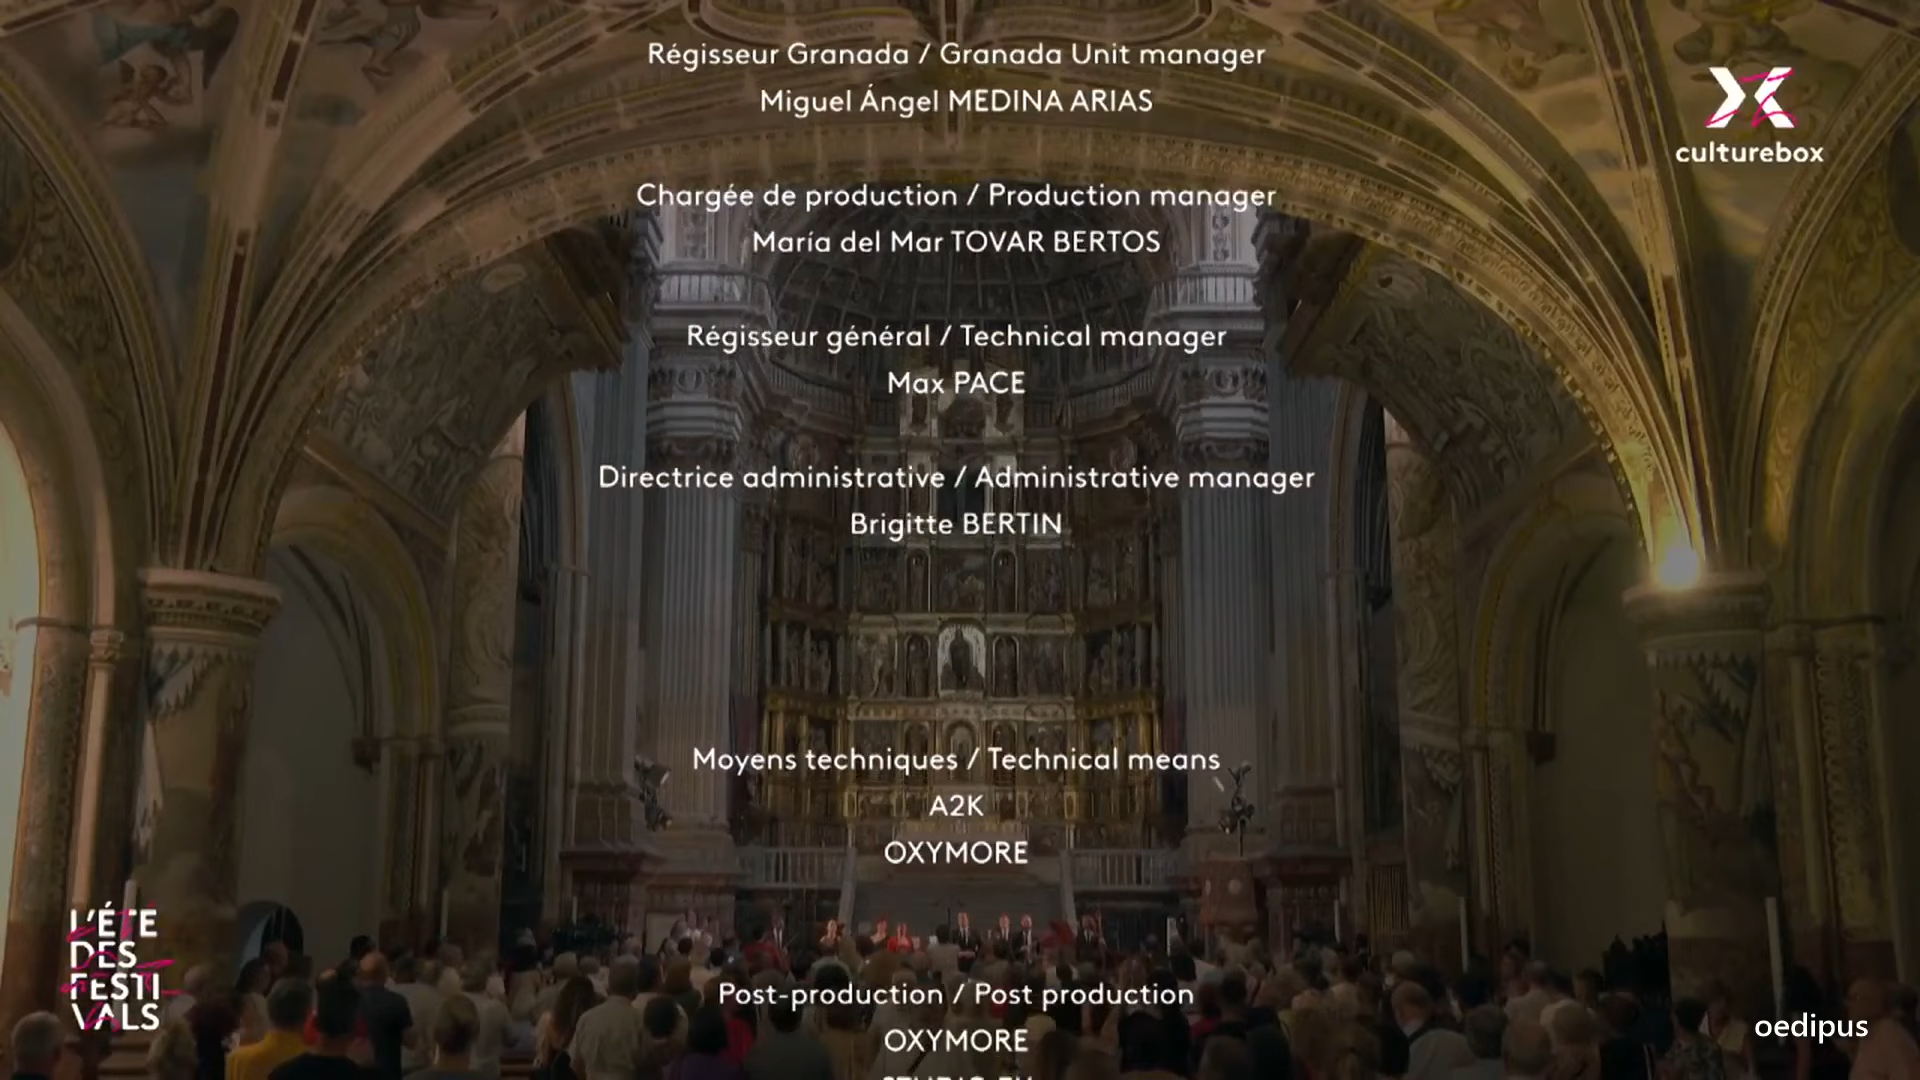 Régisseur Granada / Granada Unit manager
Miguel Ángel MEDINA ARIAS
culturebox
Chargée de production / Production manager
María del Mar TOVAR BERTOS
Régisseur général / Technical manager
Max PACE
Directrice administrative / Administrative manager
Brigitte BERTIN
Moyens techniques / Technical means
A2K
OXYMORE
L'ÉTÉ
DES
FESTI
VALS
Post-production / Post production
OXYMORE
oedipus